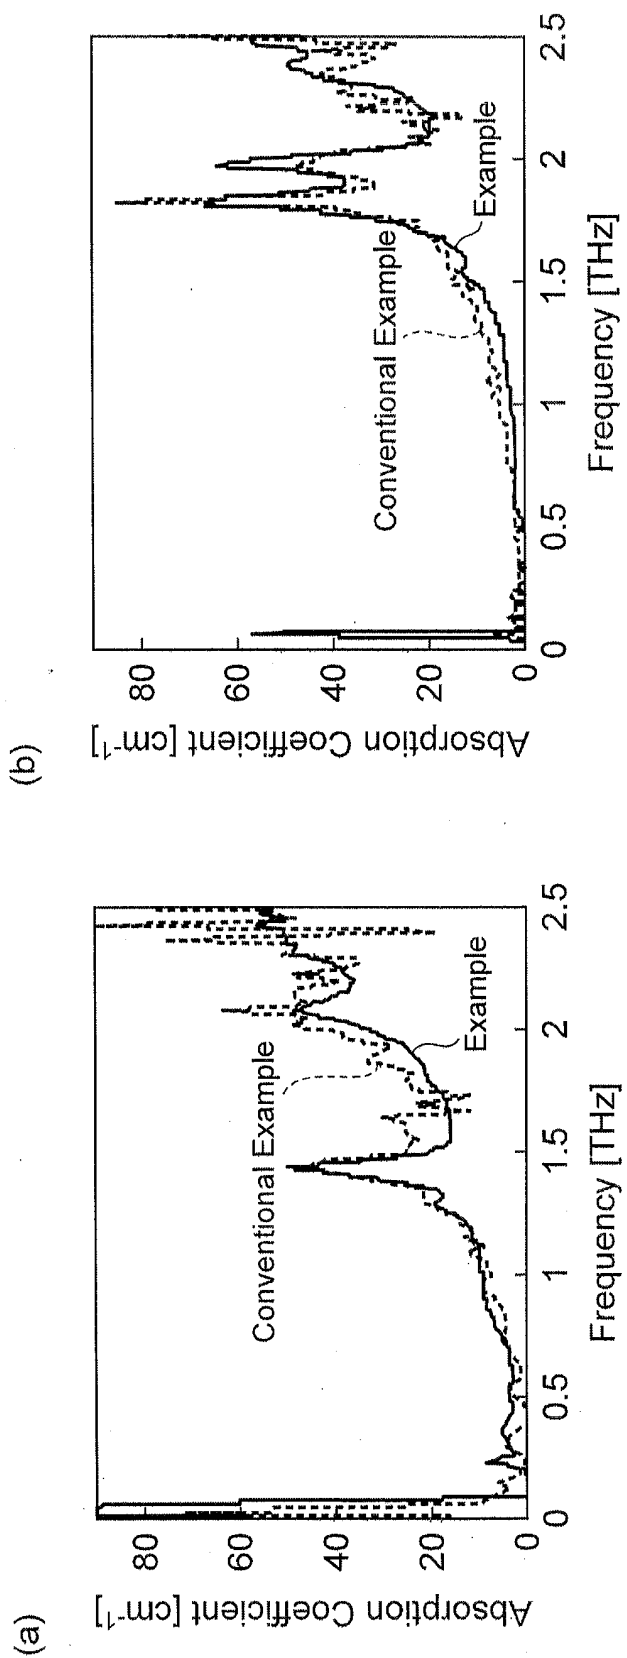 (a)
Absorption Coefficient [cm⁻¹]
80
60
40
20
0
0
0.5
1
1.5
2
2.5
Frequency [THz]
Conventional Example
Example
(b)
Absorption Coefficient [cm⁻¹]
80
60
40
20
0
0
0.5
1
1.5
2
2.5
Frequency [THz]
Conventional Example
Example